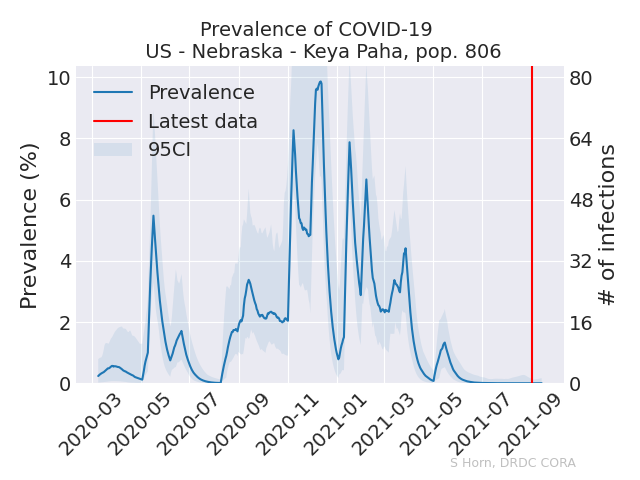 Prevalence of COVID-19
US - Nebraska - Keya Paha, pop. 806
Prevalence
Latest data
95CI
Prevalence (%)
10
8
6
4
2
0
80
64
48
32
16
0
# of infections
2020-03
2020-05
2020-07
2020-09
2020-11
2021-01
2021-03
2021-05
2021-07
2021-09
S Horn, DRDC CORA